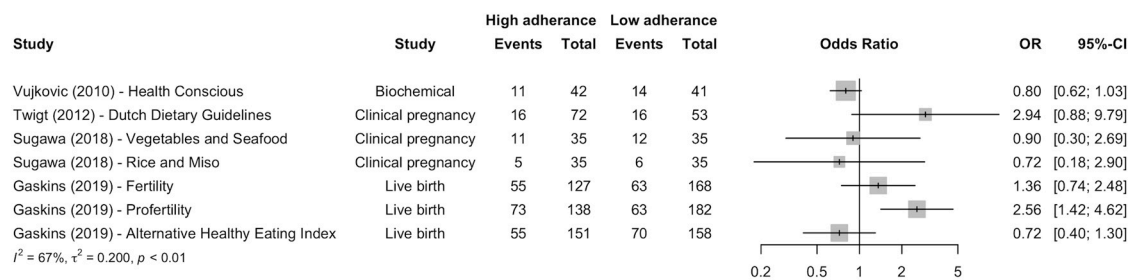 High adherance Low adherance
Study Study Events Total Events Total Odds Ratio OR 95%-CI
Vujkovic (2010) - Health Conscious Biochemical 11 42 14 41 0.80 [0.62; 1.03]
Twigt (2012) - Dutch Dietary Guidelines Clinical pregnancy 16 72 16 53 2.94 [0.88; 9.79]
Sugawa (2018) - Vegetables and Seafood Clinical pregnancy 11 35 12 35 0.90 [0.30; 2.69]
Sugawa (2018) - Rice and Miso Clinical pregnancy 5 35 6 35 0.72 [0.18; 2.90]
Gaskins (2019) - Fertility Live birth 55 127 63 168 1.36 [0.74; 2.48]
Gaskins (2019) - Profertility Live birth 73 138 63 182 2.56 [1.42; 4.62]
Gaskins (2019) - Alternative Healthy Eating Index Live birth 55 151 70 158 0.72 [0.40; 1.30]
I² = 67%, τ² = 0.200, p < 0.01
0.2 0.5 1 2 5